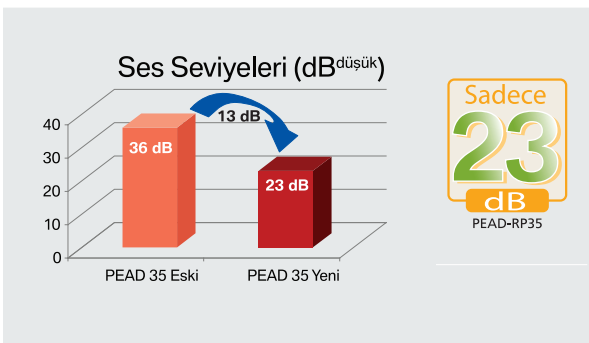 Ses Seviyeleri (dBdüşük)
40
30
20
10
0
13 dB
36 dB
23 dB
PEAD 35 Eski
PEAD 35 Yeni
Sadece
23
dB
PEAD-RP35